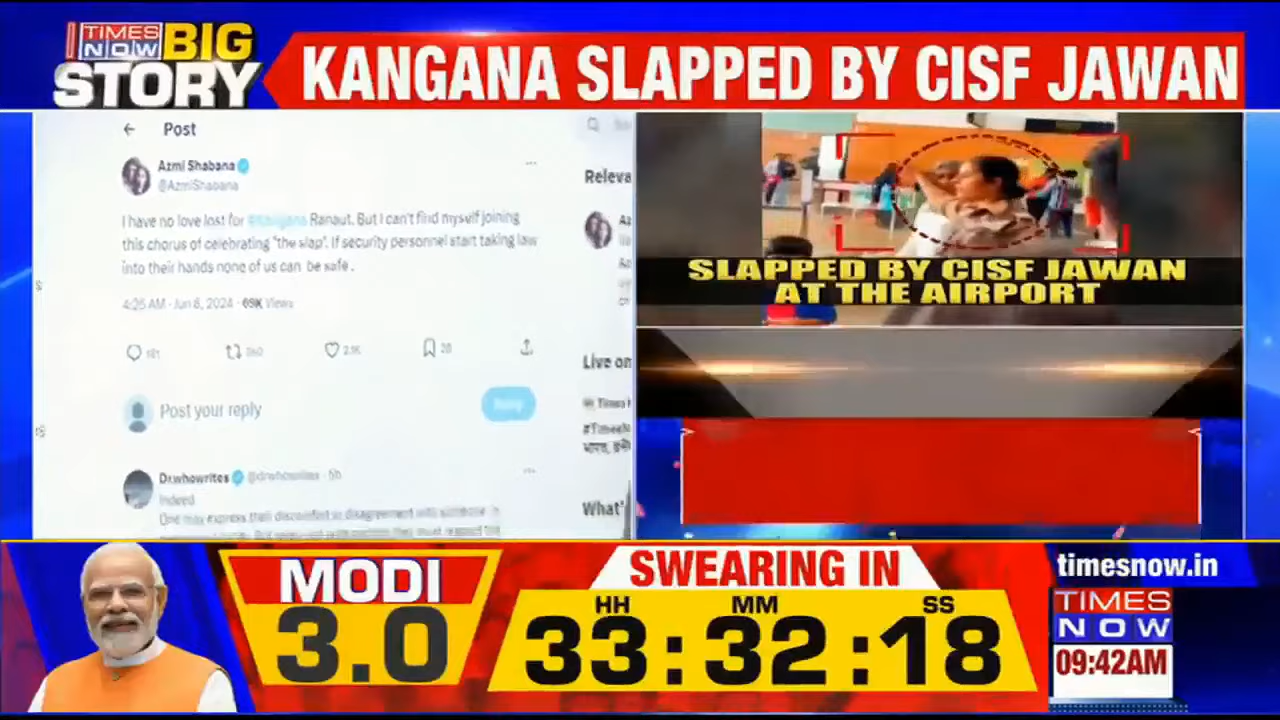 TIMES
NOW
BIG
STORY
KANGANA SLAPPED BY CISF JAWAN
Post
Azmi Shabana
@AzmiShabana
I have no love lost for #Kangana Ranaut. But I can't find myself joining
this chorus of celebrating "the slap". If security personnel start taking law
into their hands none of us can be safe.
4:25 AM
2024
69K Views
Post your reply
Reply
Drwhowrites
@drwhowrites
Indeed
Releva
Live on
What'
SLAPPED BY CISF JAWAN
AT THE AIRPORT
MODI
3.0
SWEARING IN
HH MM SS
33:32:18
timesnow.in
TIMES
NOW
09:42AM